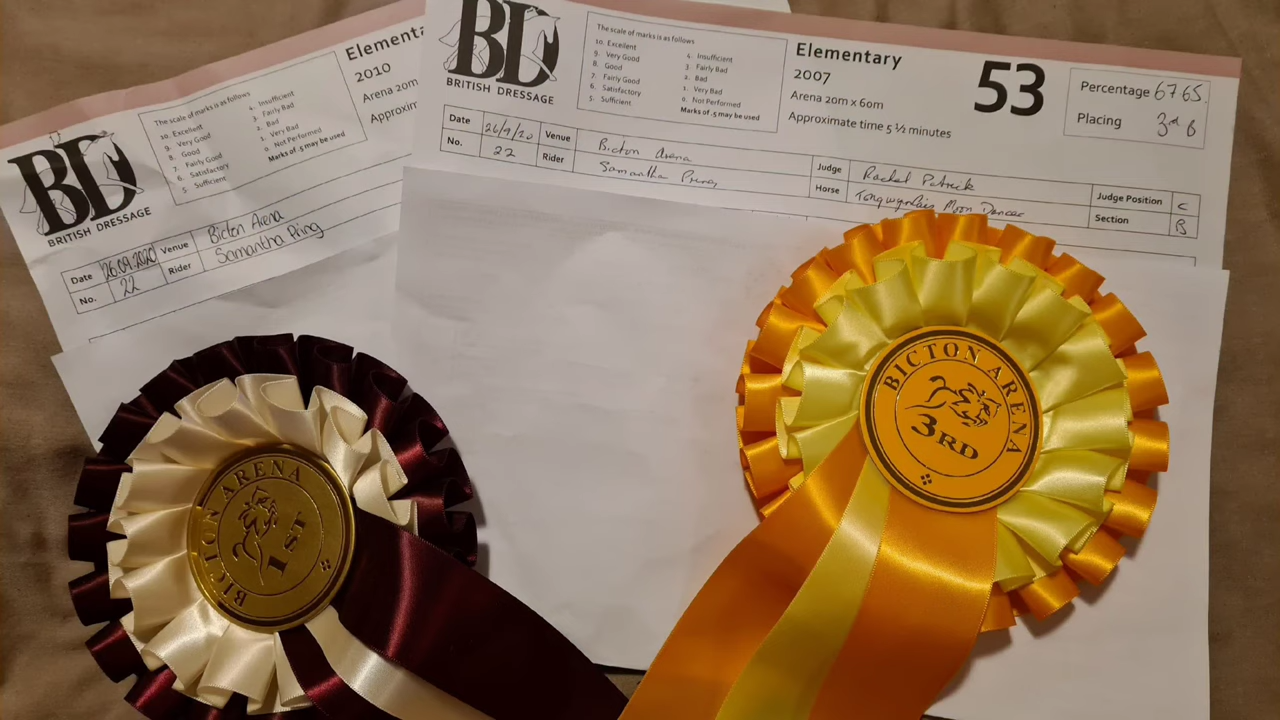 BD
BRITISH DRESSAGE
The scale of marks is as follows
10. Excellent
9. Very Good
8. Good
7. Fairly Good
6. Satisfactory
5. Sufficient
4. Insufficient
3. Fairly Bad
2. Bad
1. Very Bad
0. Not Performed
Marks of .5 may be used
Elementa
2010
Arena 20m
Approxim
Date 26.09.2020 Venue Bicton Arena
No. 22 Rider Samantha Pring
BD
BRITISH DRESSAGE
The scale of marks is as follows
10. Excellent
9. Very Good
8. Good
7. Fairly Good
6. Satisfactory
5. Sufficient
4. Insufficient
3. Fairly Bad
2. Bad
1. Very Bad
0. Not Performed
Marks of .5 may be used
Elementary
2007
Arena 20m x 60m
Approximate time 5 ½ minutes
53
Percentage 67 65.
Placing 3rd B
Date 26/9/20 Venue Bicton Arena Judge Rachel Patrick Judge Position C
No. 22 Rider Samantha Pring Horse Tongwynlais Moon Dancer Section B
BICTON ARENA
1ST
BICTON ARENA
3RD